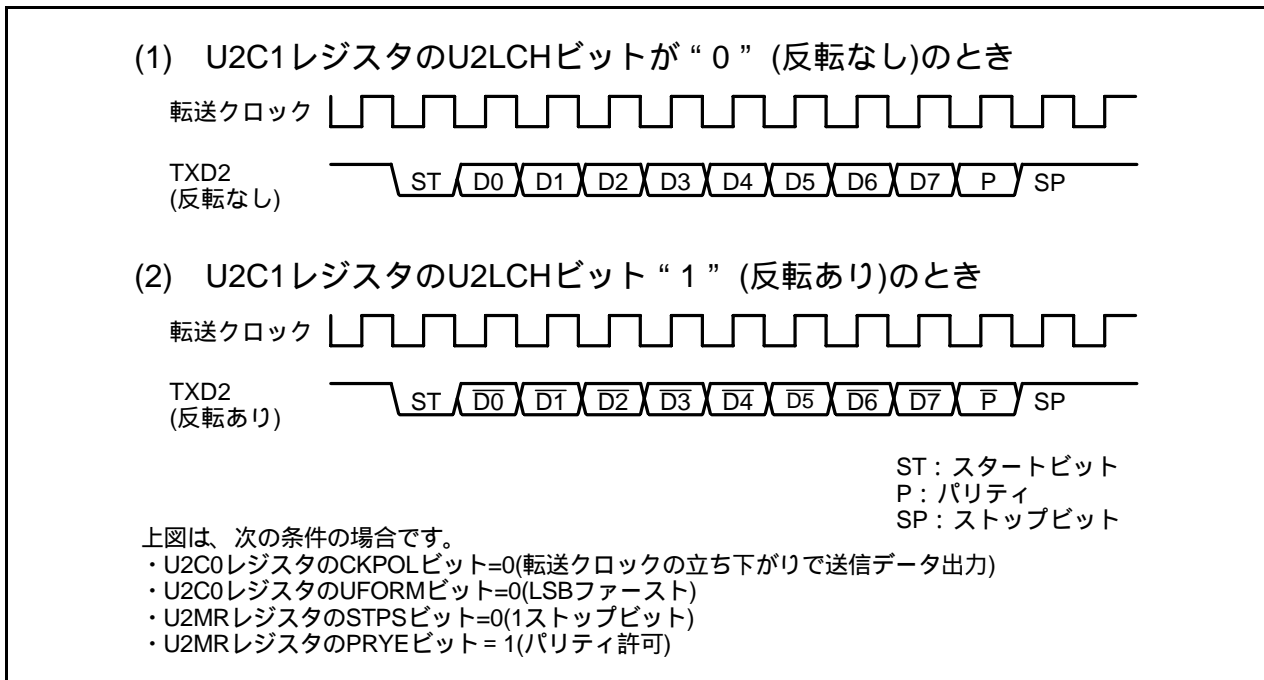 (1) U2C1レジスタのU2LCHビットが“0”(反転なし)のとき
転送クロック
TXD2
(反転なし)
ST D0 D1 D2 D3 D4 D5 D6 D7 P SP
(2) U2C1レジスタのU2LCHビット“1”(反転あり)のとき
転送クロック
TXD2
(反転あり)
ST D̅0̅ D̅1̅ D̅2̅ D̅3̅ D̅4̅ D̅5̅ D̅6̅ D̅7̅ P̅ SP
ST:スタートビット
P:パリティ
SP:ストップビット
上図は、次の条件の場合です。
・U2C0レジスタのCKPOLビット=0(転送クロックの立ち下がりで送信データ出力)
・U2C0レジスタのUFORMビット=0(LSBファースト)
・U2MRレジスタのSTPSビット=0(1ストップビット)
・U2MRレジスタのPRYEビット=1(パリティ許可)